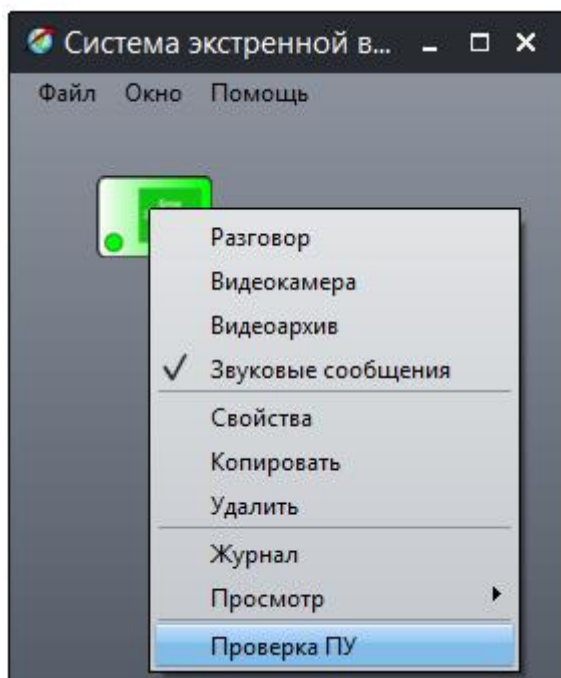 Система экстренной в...
Файл Окно Помощь
Разговор
Видеокамера
Видеоархив
Звуковые сообщения
Свойства
Копировать
Удалить
Журнал
Просмотр
Проверка ПУ